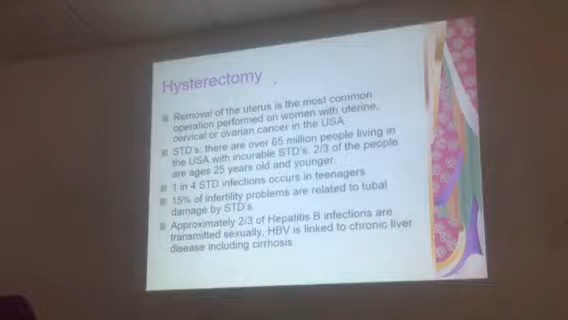 Hysterectomy
Removal of the uterus is the most common
operation performed on women with uterine,
cervical or ovarian cancer in the USA.
STD's: there are over 65 million people living in
the USA with incurable STD's. 2/3 of the people
are ages 25 years old and younger.
1 in 4 STD infections occurs in teenagers.
15% of infertility problems are related to tubal
damage by STD's.
Approximately 2/3 of Hepatitis B infections are
transmitted sexually, HBV is linked to chronic liver
disease including cirrhosis.